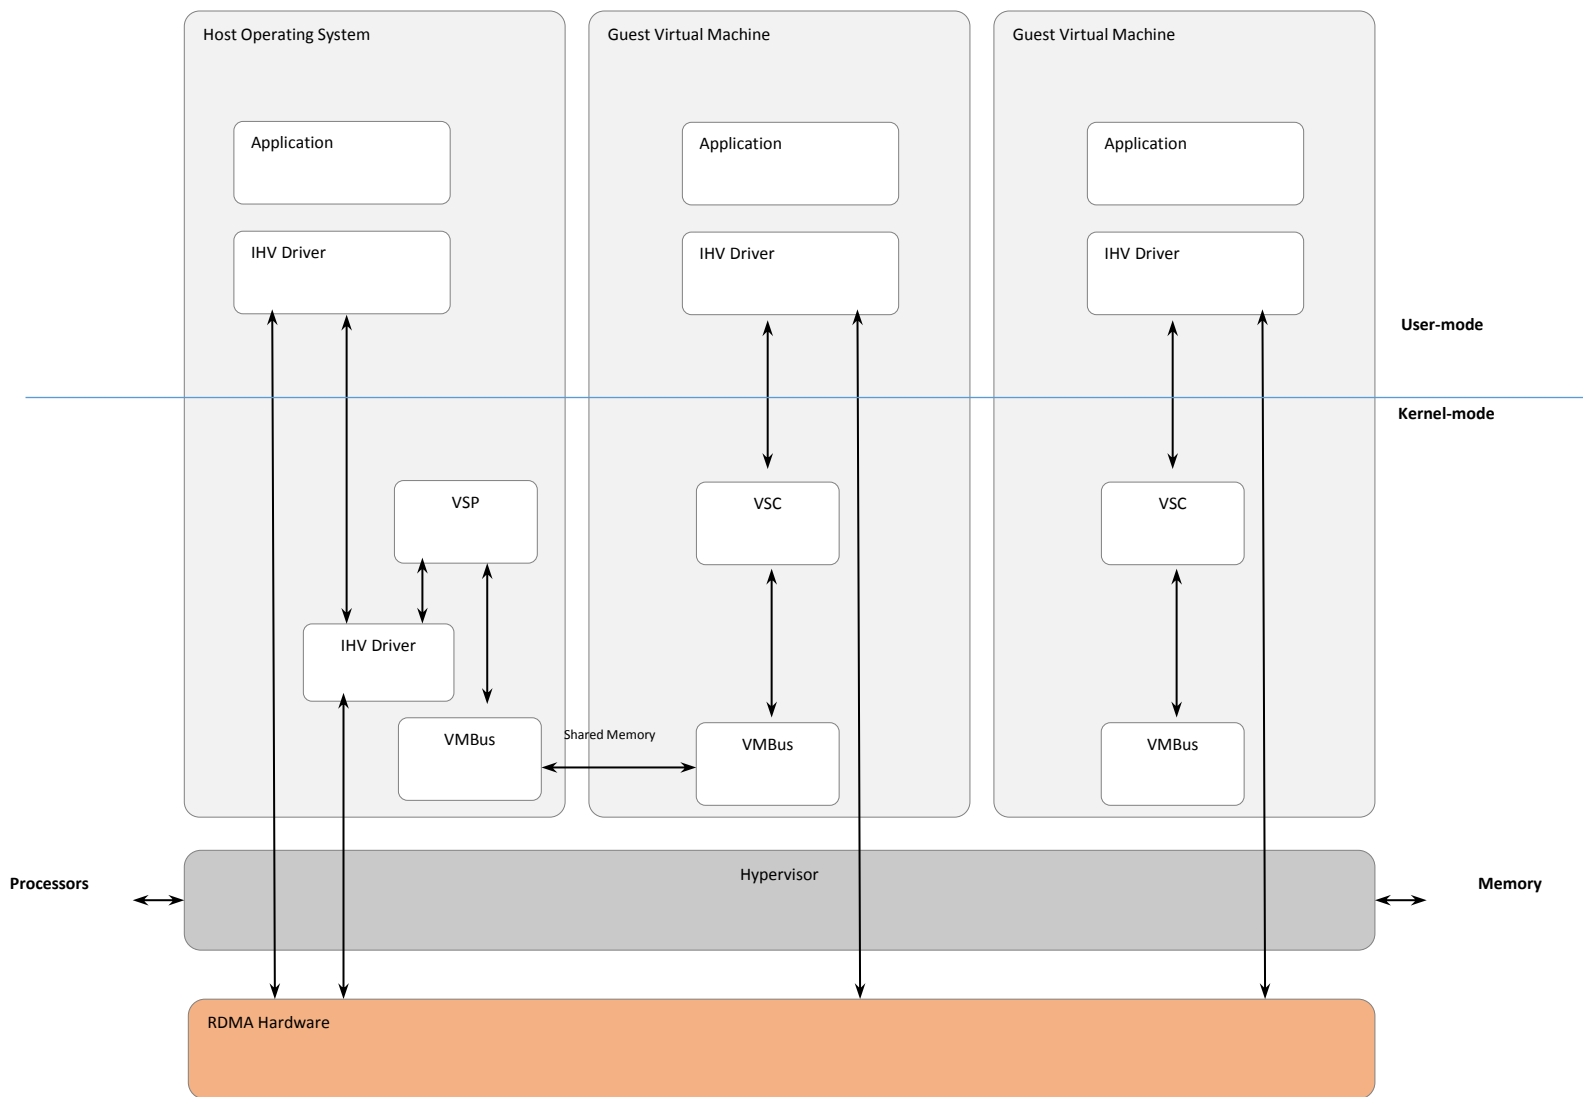 Host Operating System
Guest Virtual Machine
Guest Virtual Machine
Application
Application
Application
IHV Driver
IHV Driver
IHV Driver
User-mode
Kernel-mode
VSP
VSC
VSC
IHV Driver
VMBus
Shared Memory
VMBus
VMBus
Processors
Hypervisor
Memory
RDMA Hardware